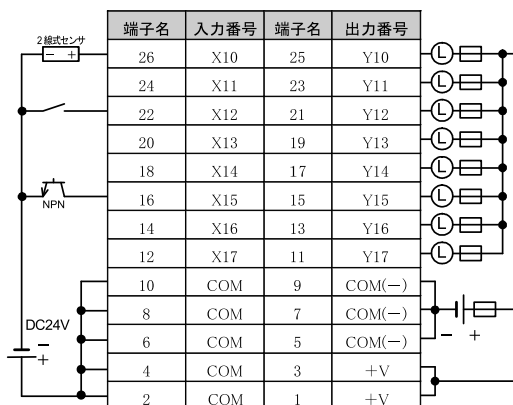 端子名 入力番号 端子名 出力番号
2線式センサ
- +
26 X10 25 Y10 L
24 X11 23 Y11 L
22 X12 21 Y12 L
20 X13 19 Y13 L
18 X14 17 Y14 L
16 X15 15 Y15 L
NPN
14 X16 13 Y16 L
12 X17 11 Y17 L
10 COM 9 COM(-)
8 COM 7 COM(-)
- +
DC24V
6 COM 5 COM(-)
-
+
4 COM 3 +V
2 COM 1 +V